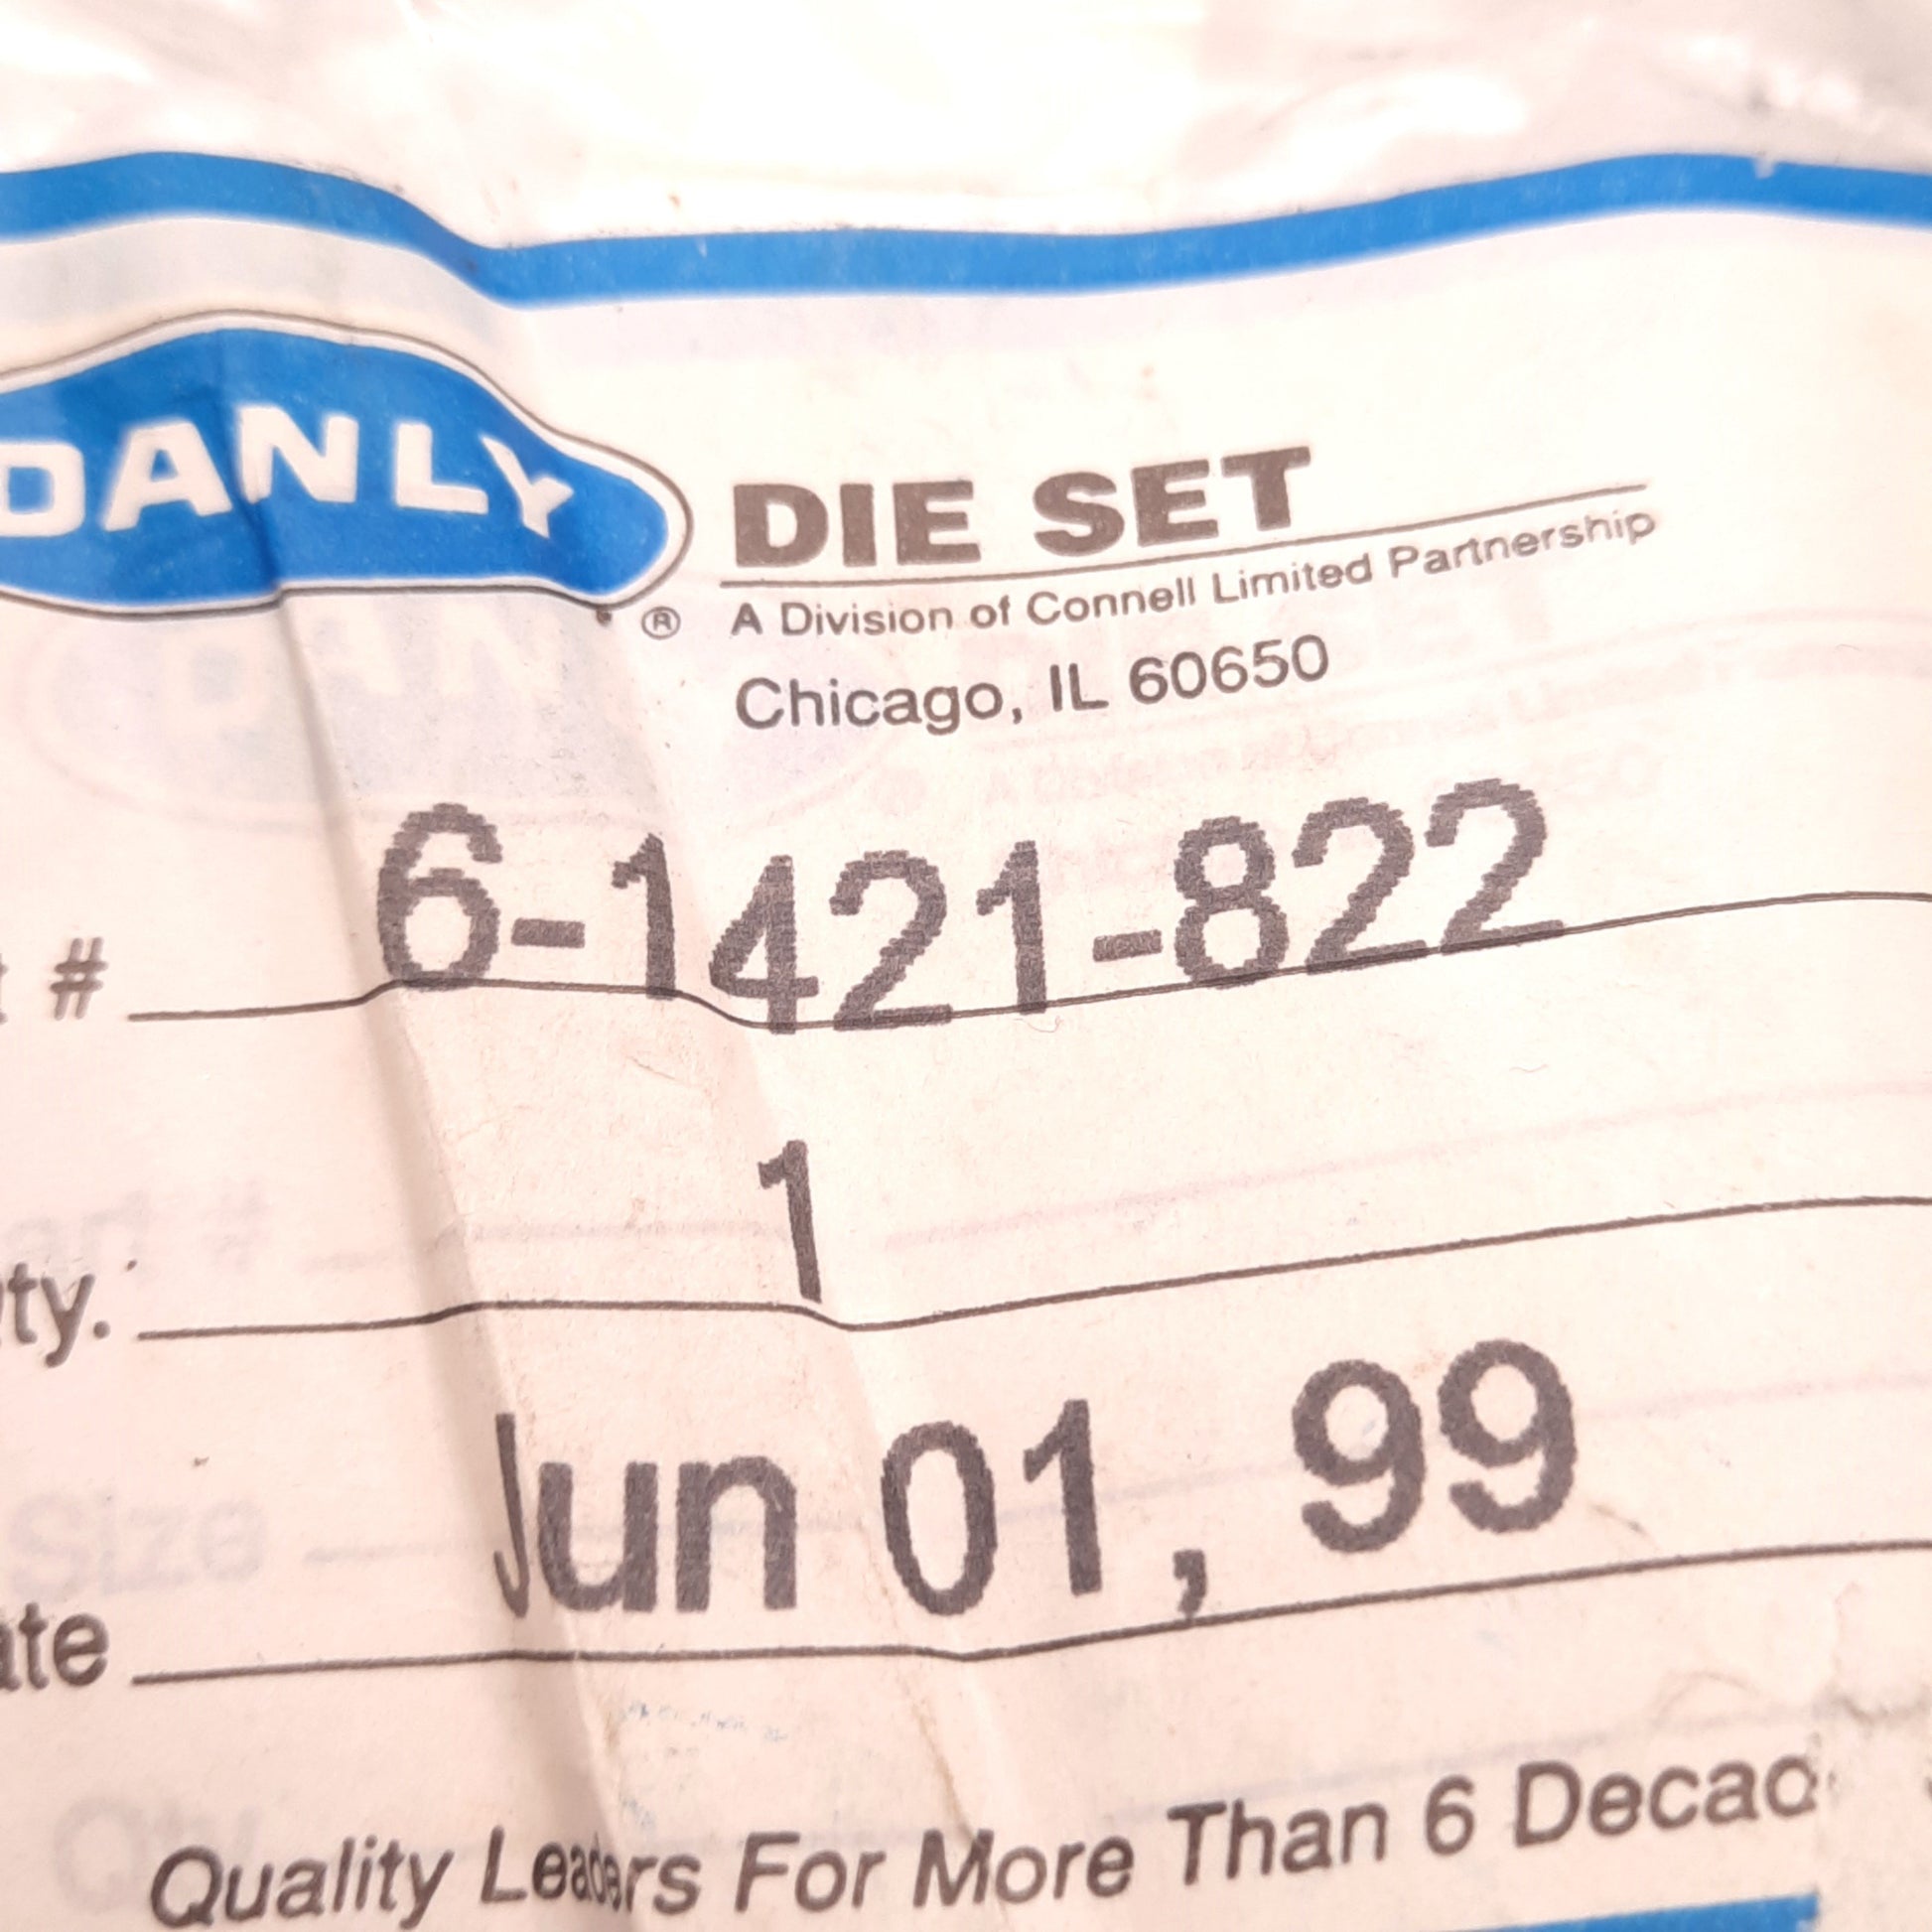 DANLY
DIE SET
® A Division of Connell Limited Partnership
Chicago, IL 60650
# 6-1421-822
ty. 1
ate Jun 01, 99
Quality Leaders For More Than 6 Decad